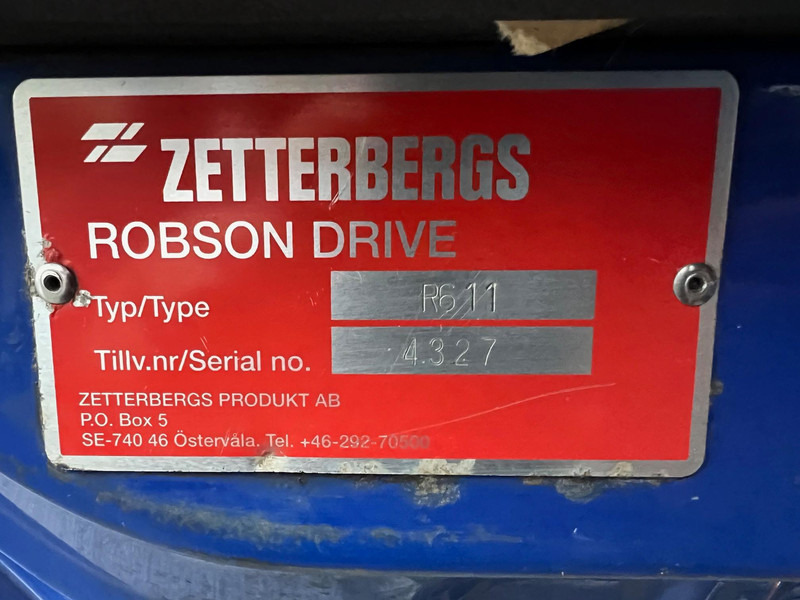 ZETTERBERGS
ROBSON DRIVE
Typ/Type R611
Tillv.nr/Serial no. 4327
ZETTERBERGS PRODUKT AB
P.O. Box 5
SE-740 46 Östervåla. Tel. +46-292-70500